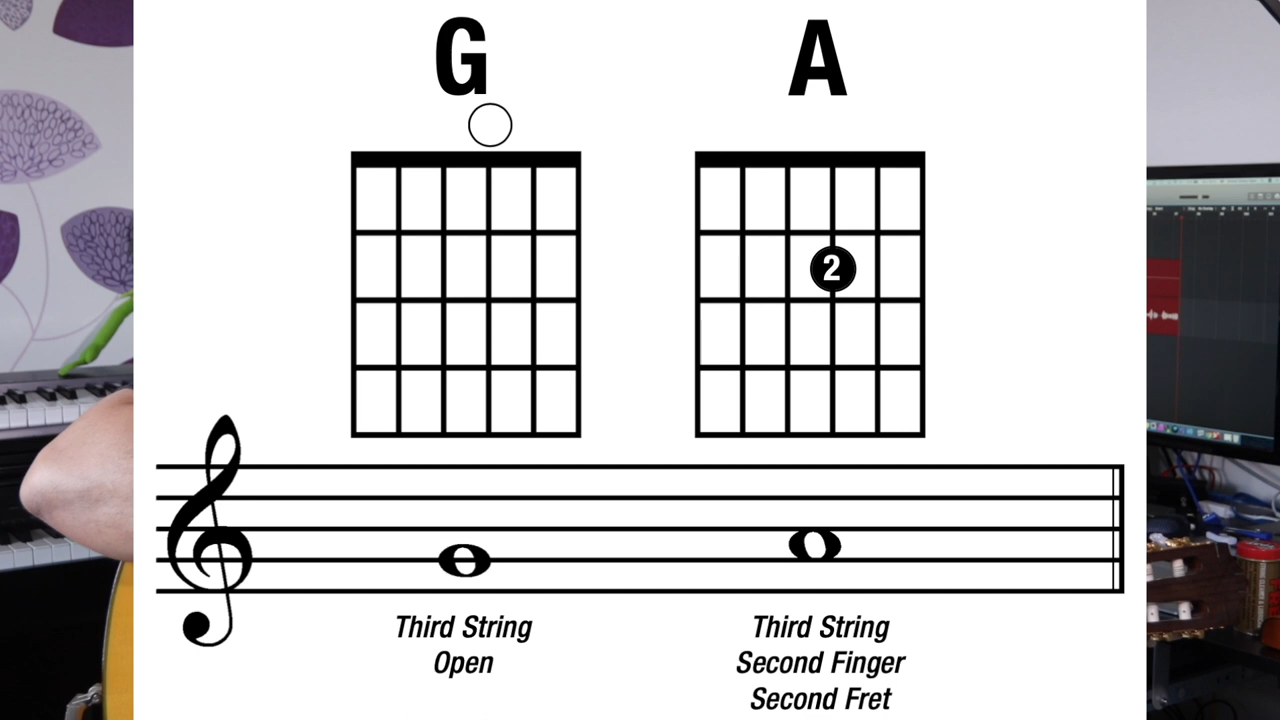 G
A
2
Third String
Open
Third String
Second Finger
Second Fret